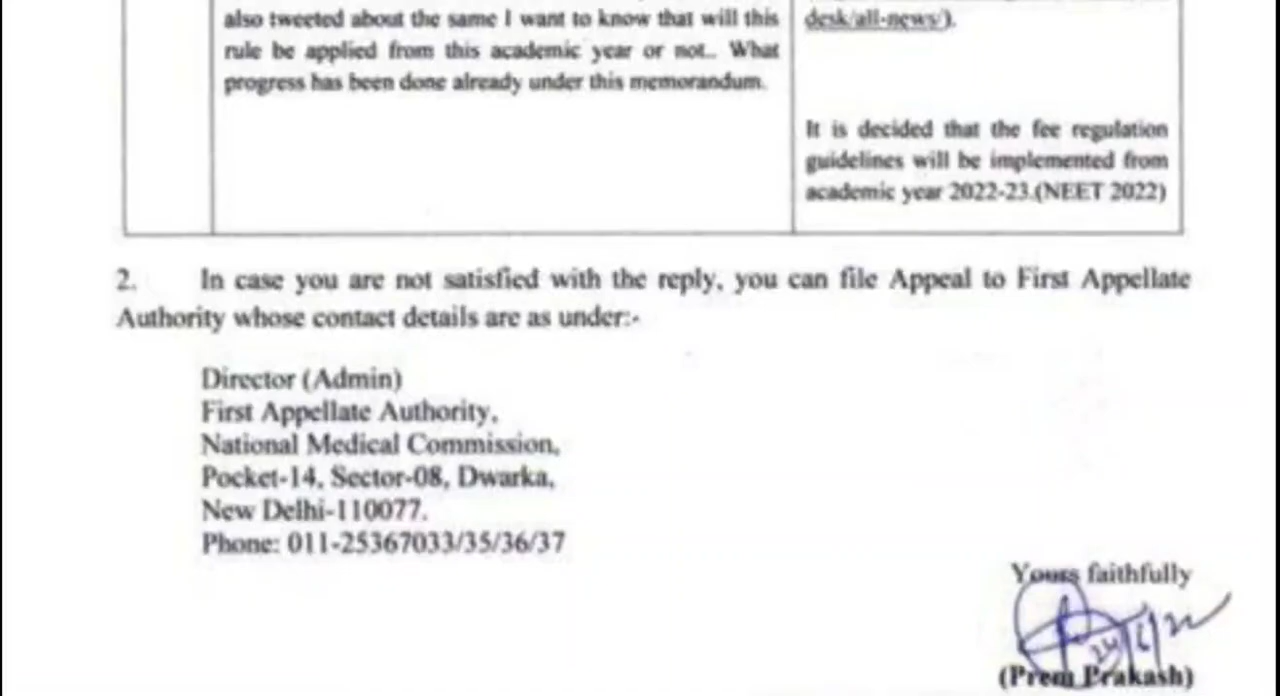 also tweeted about the same I want to know that will this
rule be applied from this academic year or not.. What
progress has been done already under this memorandum.
desk/all-news/).
It is decided that the fee regulation
guidelines will be implemented from
academic year 2022-23.(NEET 2022)
2. In case you are not satisfied with the reply, you can file Appeal to First Appellate
Authority whose contact details are as under:-
Director (Admin)
First Appellate Authority,
National Medical Commission,
Pocket-14, Sector-08, Dwarka,
New Delhi-110077.
Phone: 011-25367033/35/36/37
Yours faithfully
(Prem Prakash)